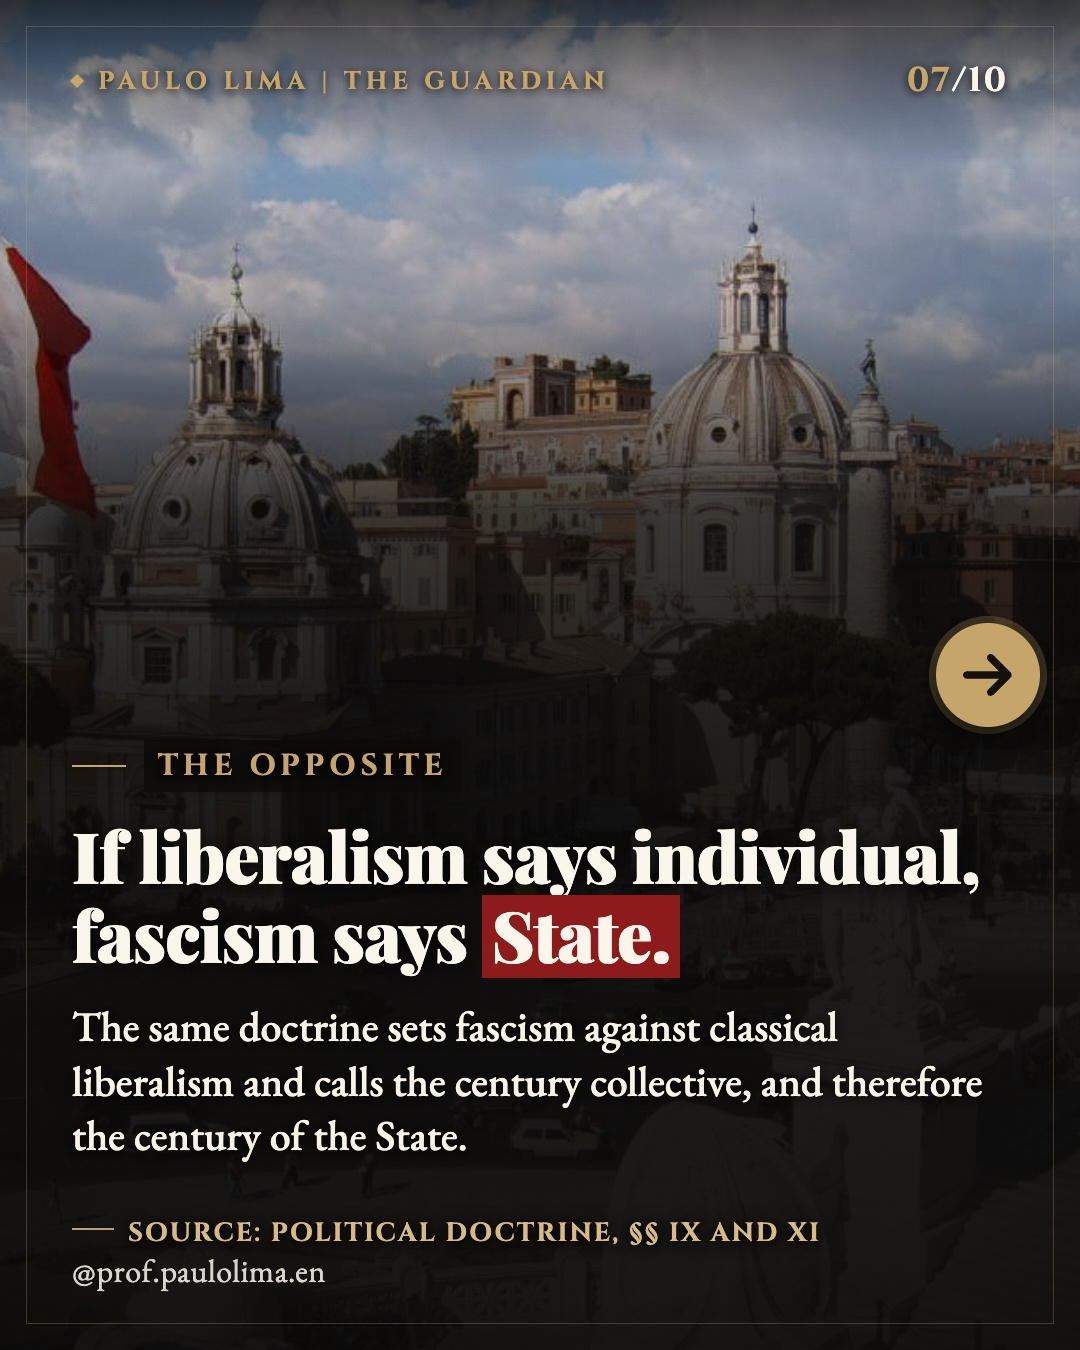 PAULO LIMA | THE GUARDIAN
07/10
THE OPPOSITE
If liberalism says individual,
fascism says State.
The same doctrine sets fascism against classical
liberalism and calls the century collective, and therefore
the century of the State.
SOURCE: POLITICAL DOCTRINE, §§ IX AND XI
@prof.paulolima.en